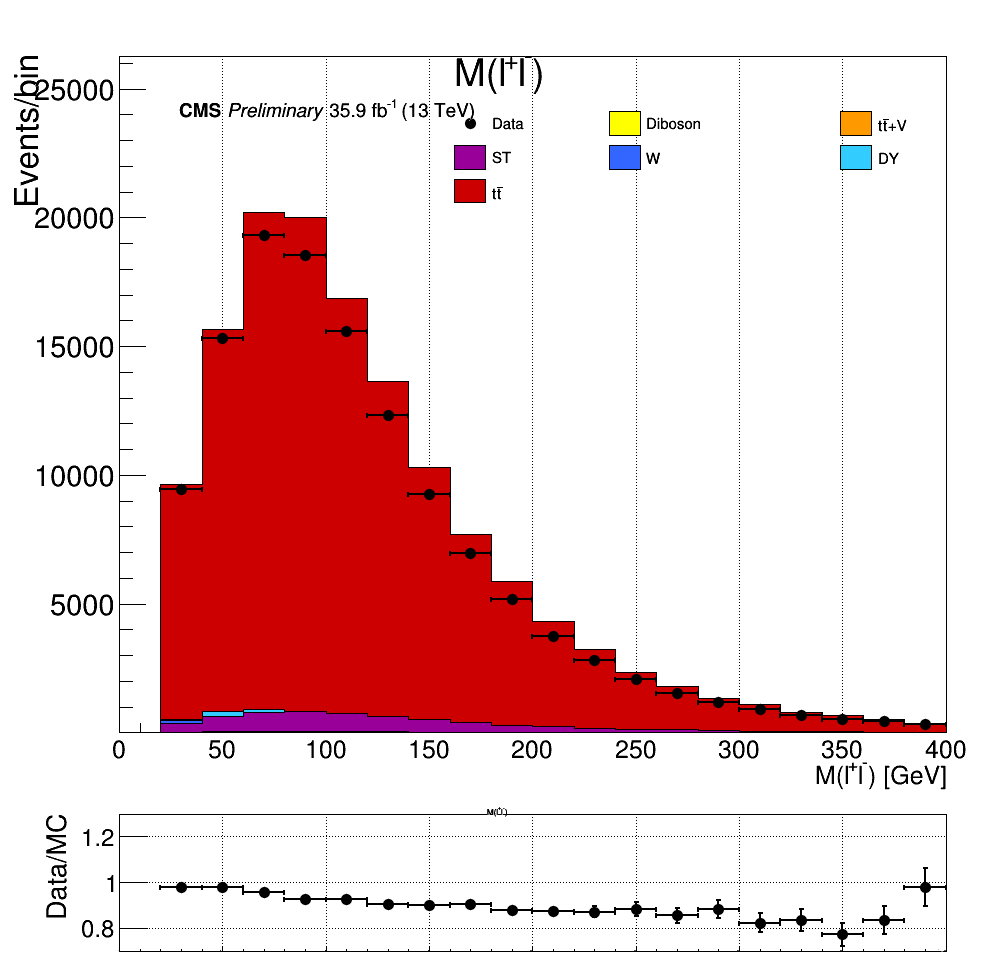 M(l⁺l⁻)
Events/bin
CMS Preliminary 35.9 fb⁻¹ (13 TeV)
Data Diboson tt̄+V
ST W DY
tt̄
25000
20000
15000
10000
5000
0 50 100 150 200 250 300 350 400
M(l⁺l⁻) [GeV]
M(l⁺l⁻)
Data/MC
1.2
1
0.8